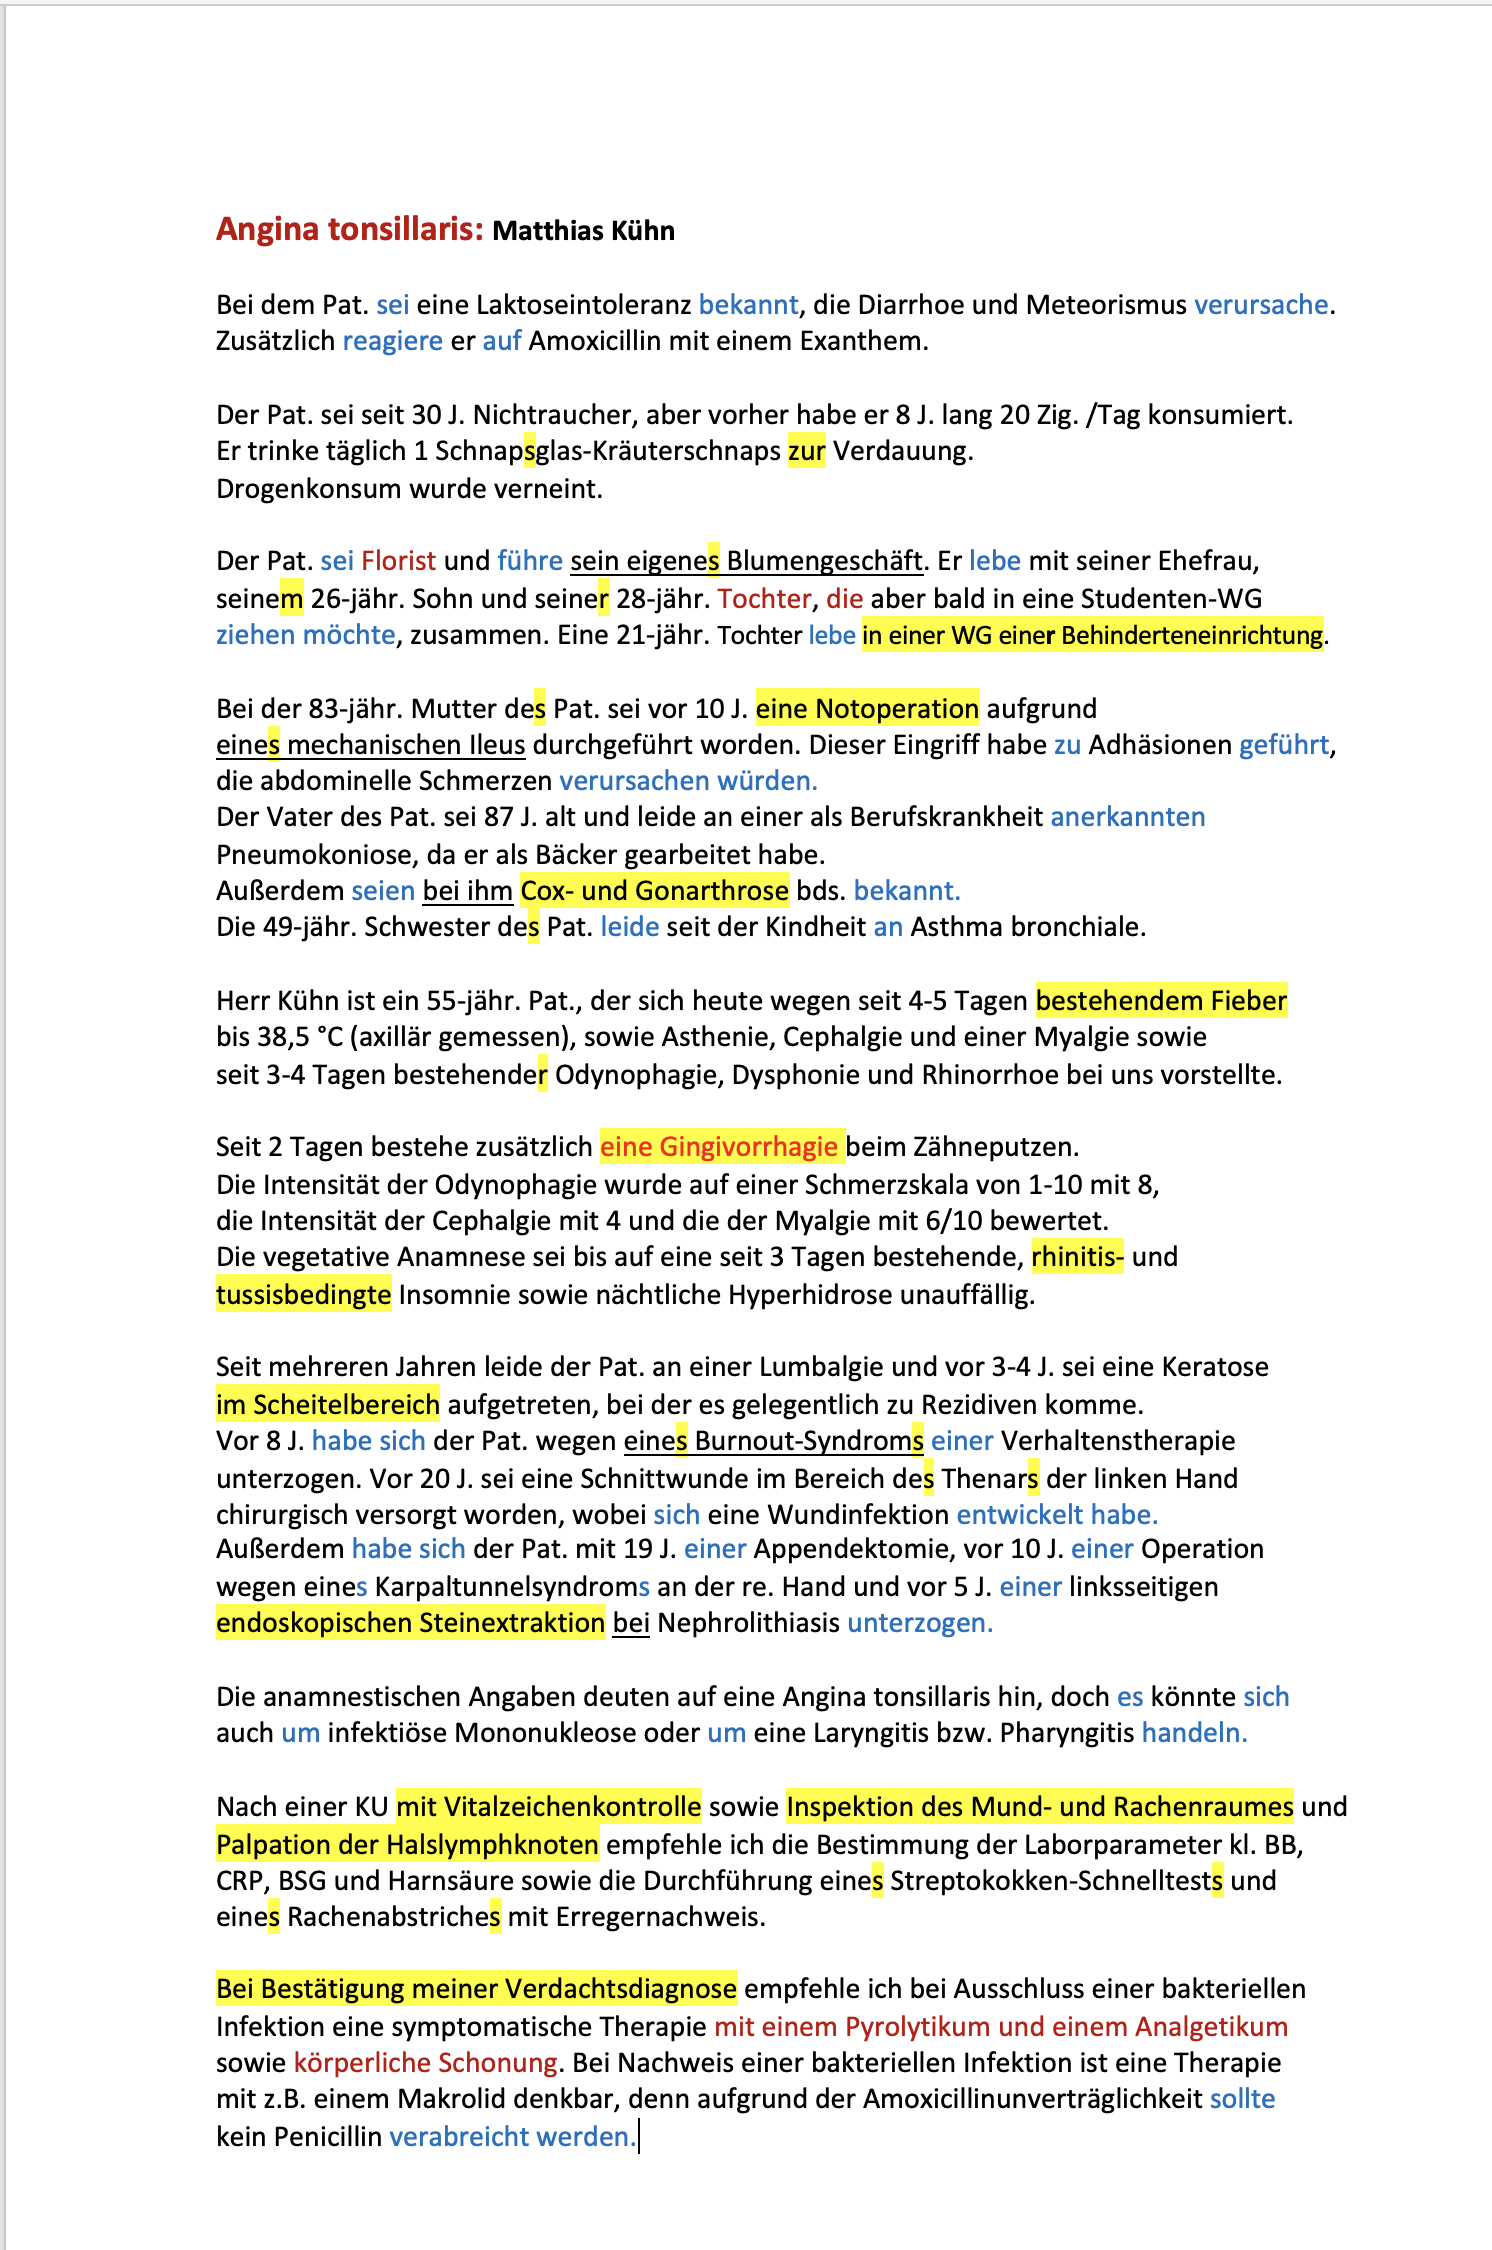 Angina tonsillaris: Matthias Kühn
Bei dem Pat. sei eine Laktoseintoleranz bekannt, die Diarrhoe und Meteorismus verursache.
Zusätzlich reagiere er auf Amoxicillin mit einem Exanthem.
Der Pat. sei seit 30 J. Nichtraucher, aber vorher habe er 8 J. lang 20 Zig. /Tag konsumiert.
Er trinke täglich 1 Schnapsglas-Kräuterschnaps zur Verdauung.
Drogenkonsum wurde verneint.
Der Pat. sei Florist und führe sein eigenes Blumengeschäft. Er lebe mit seiner Ehefrau,
seinem 26-jähr. Sohn und seiner 28-jähr. Tochter, die aber bald in eine Studenten-WG
ziehen möchte, zusammen. Eine 21-jähr. Tochter lebe in einer WG einer Behinderteneinrichtung.
Bei der 83-jähr. Mutter des Pat. sei vor 10 J. eine Notoperation aufgrund
eines mechanischen Ileus durchgeführt worden. Dieser Eingriff habe zu Adhäsionen geführt,
die abdominelle Schmerzen verursachen würden.
Der Vater des Pat. sei 87 J. alt und leide an einer als Berufskrankheit anerkannten
Pneumokoniose, da er als Bäcker gearbeitet habe.
Außerdem seien bei ihm Cox- und Gonarthrose bds. bekannt.
Die 49-jähr. Schwester des Pat. leide seit der Kindheit an Asthma bronchiale.
Herr Kühn ist ein 55-jähr. Pat., der sich heute wegen seit 4-5 Tagen bestehendem Fieber
bis 38,5 °C (axillär gemessen), sowie Asthenie, Cephalgie und einer Myalgie sowie
seit 3-4 Tagen bestehender Odynophagie, Dysphonie und Rhinorrhoe bei uns vorstellte.
Seit 2 Tagen bestehe zusätzlich eine Gingivorrhagie beim Zähneputzen.
Die Intensität der Odynophagie wurde auf einer Schmerzskala von 1-10 mit 8,
die Intensität der Cephalgie mit 4 und die der Myalgie mit 6/10 bewertet.
Die vegetative Anamnese sei bis auf eine seit 3 Tagen bestehende, rhinitis- und
tussisbedingte Insomnie sowie nächtliche Hyperhidrose unauffällig.
Seit mehreren Jahren leide der Pat. an einer Lumbalgie und vor 3-4 J. sei eine Keratose
im Scheitelbereich aufgetreten, bei der es gelegentlich zu Rezidiven komme.
Vor 8 J. habe sich der Pat. wegen eines Burnout-Syndroms einer Verhaltenstherapie
unterzogen. Vor 20 J. sei eine Schnittwunde im Bereich des Thenars der linken Hand
chirurgisch versorgt worden, wobei sich eine Wundinfektion entwickelt habe.
Außerdem habe sich der Pat. mit 19 J. einer Appendektomie, vor 10 J. einer Operation
wegen eines Karpaltunnelsyndroms an der re. Hand und vor 5 J. einer linksseitigen
endoskopischen Steinextraktion bei Nephrolithiasis unterzogen.
Die anamnestischen Angaben deuten auf eine Angina tonsillaris hin, doch es könnte sich
auch um infektiöse Mononukleose oder um eine Laryngitis bzw. Pharyngitis handeln.
Nach einer KU mit Vitalzeichenkontrolle sowie Inspektion des Mund- und Rachenraumes und
Palpation der Halslymphknoten empfehle ich die Bestimmung der Laborparameter kl. BB,
CRP, BSG und Harnsäure sowie die Durchführung eines Streptokokken-Schnelltests und
eines Rachenabstriches mit Erregernachweis.
Bei Bestätigung meiner Verdachtsdiagnose empfehle ich bei Ausschluss einer bakteriellen
Infektion eine symptomatische Therapie mit einem Pyrolytikum und einem Analgetikum
sowie körperliche Schonung. Bei Nachweis einer bakteriellen Infektion ist eine Therapie
mit z.B. einem Makrolid denkbar, denn aufgrund der Amoxicillinunverträglichkeit sollte
kein Penicillin verabreicht werden.